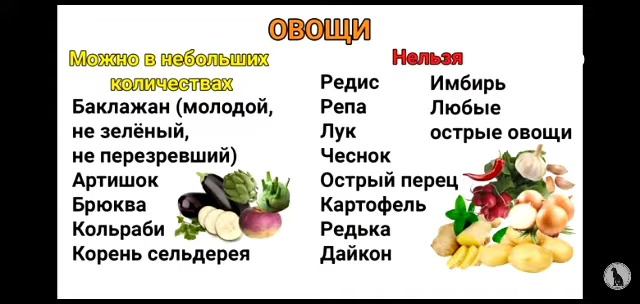 ОВОЩИ
Можно в небольших
количествах
Баклажан (молодой,
не зелёный,
не перезревший)
Артишок
Брюква
Кольраби
Корень сельдерея
Нельзя
Редис
Репа
Лук
Чеснок
Острый перец
Картофель
Редька
Дайкон
Имбирь
Любые
острые овощи